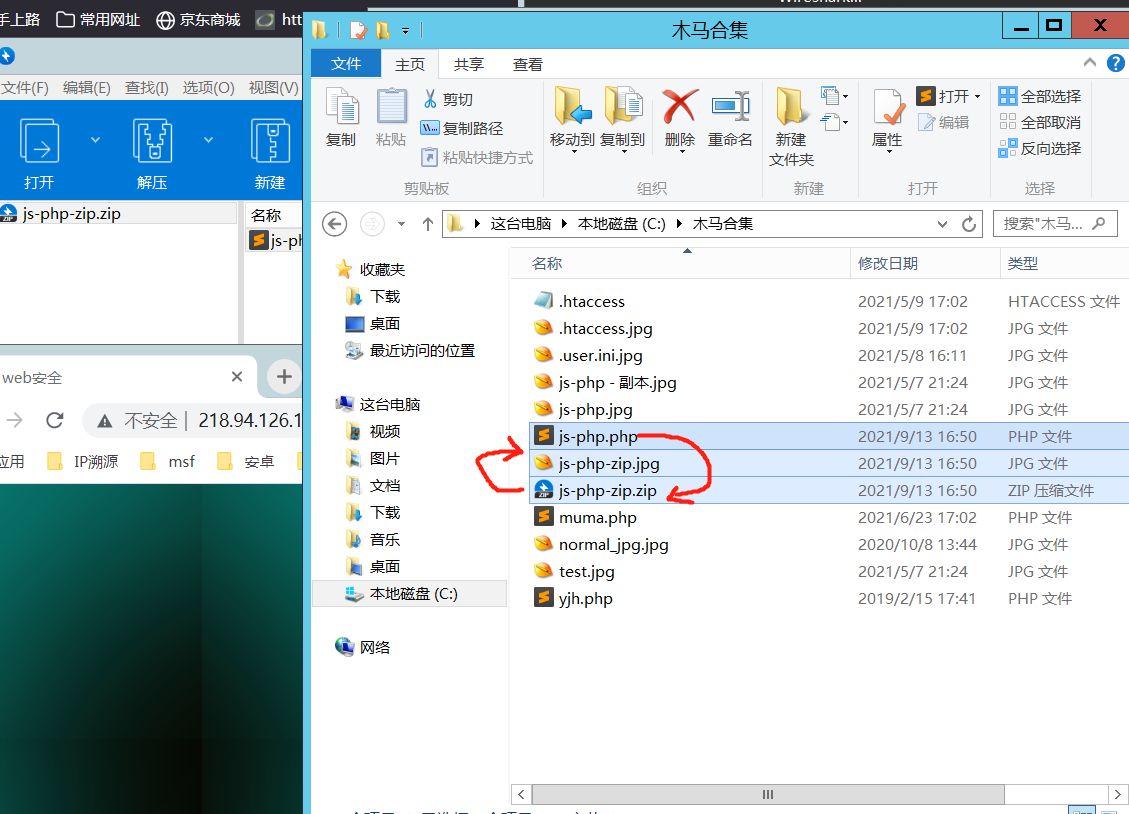 手上路 常用网址 京东商城 htt
文件(F) 编辑(E) 查找(I) 选项(O) 视图(V)
打开 解压 新建
js-php-zip.zip
名称
js-ph
web安全
不安全 218.94.126.1
应用 IP溯源 msf 安卓
木马合集
文件 主页 共享 查看
复制 粘贴 剪切
复制路径
粘贴快捷方式
剪贴板
移动到 复制到 删除 重命名
组织
新建
文件夹
新建
属性 打开
编辑
打开
全部选择
全部取消
反向选择
选择
这台电脑 本地磁盘 (C:) 木马合集
搜索"木马...
收藏夹
下载
桌面
最近访问的位置
这台电脑
视频
图片
文档
下载
音乐
桌面
本地磁盘 (C:)
网络
名称 修改日期 类型
.htaccess 2021/5/9 17:02 HTACCESS 文件
.htaccess.jpg 2021/5/9 17:02 JPG 文件
.user.ini.jpg 2021/5/8 16:11 JPG 文件
js-php - 副本.jpg 2021/5/7 21:24 JPG 文件
js-php.jpg 2021/5/7 21:24 JPG 文件
js-php.php 2021/9/13 16:50 PHP 文件
js-php-zip.jpg 2021/9/13 16:50 JPG 文件
js-php-zip.zip 2021/9/13 16:50 ZIP 压缩文件
muma.php 2021/6/23 17:02 PHP 文件
normal_jpg.jpg 2020/10/8 13:44 JPG 文件
test.jpg 2021/5/7 21:24 JPG 文件
yjh.php 2019/2/15 17:41 PHP 文件